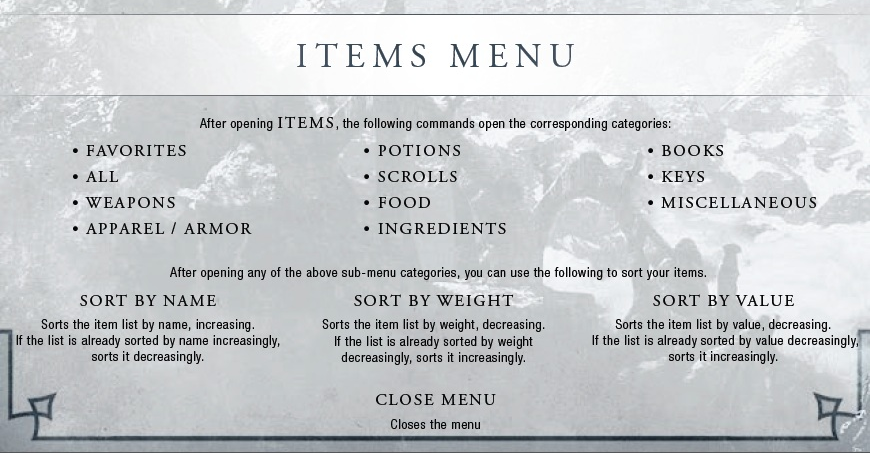 ITEMS MENU
After opening ITEMS, the following commands open the corresponding categories:
• FAVORITES
• ALL
• WEAPONS
• APPAREL / ARMOR
• POTIONS
• SCROLLS
• FOOD
• INGREDIENTS
• BOOKS
• KEYS
• MISCELLANEOUS
After opening any of the above sub-menu categories, you can use the following to sort your items.
SORT BY NAME
Sorts the item list by name, increasing.
If the list is already sorted by name increasingly,
sorts it decreasingly.
SORT BY WEIGHT
Sorts the item list by weight, decreasing.
If the list is already sorted by weight
decreasingly, sorts it increasingly.
SORT BY VALUE
Sorts the item list by value, decreasing.
If the list is already sorted by value decreasingly,
sorts it increasingly.
CLOSE MENU
Closes the menu